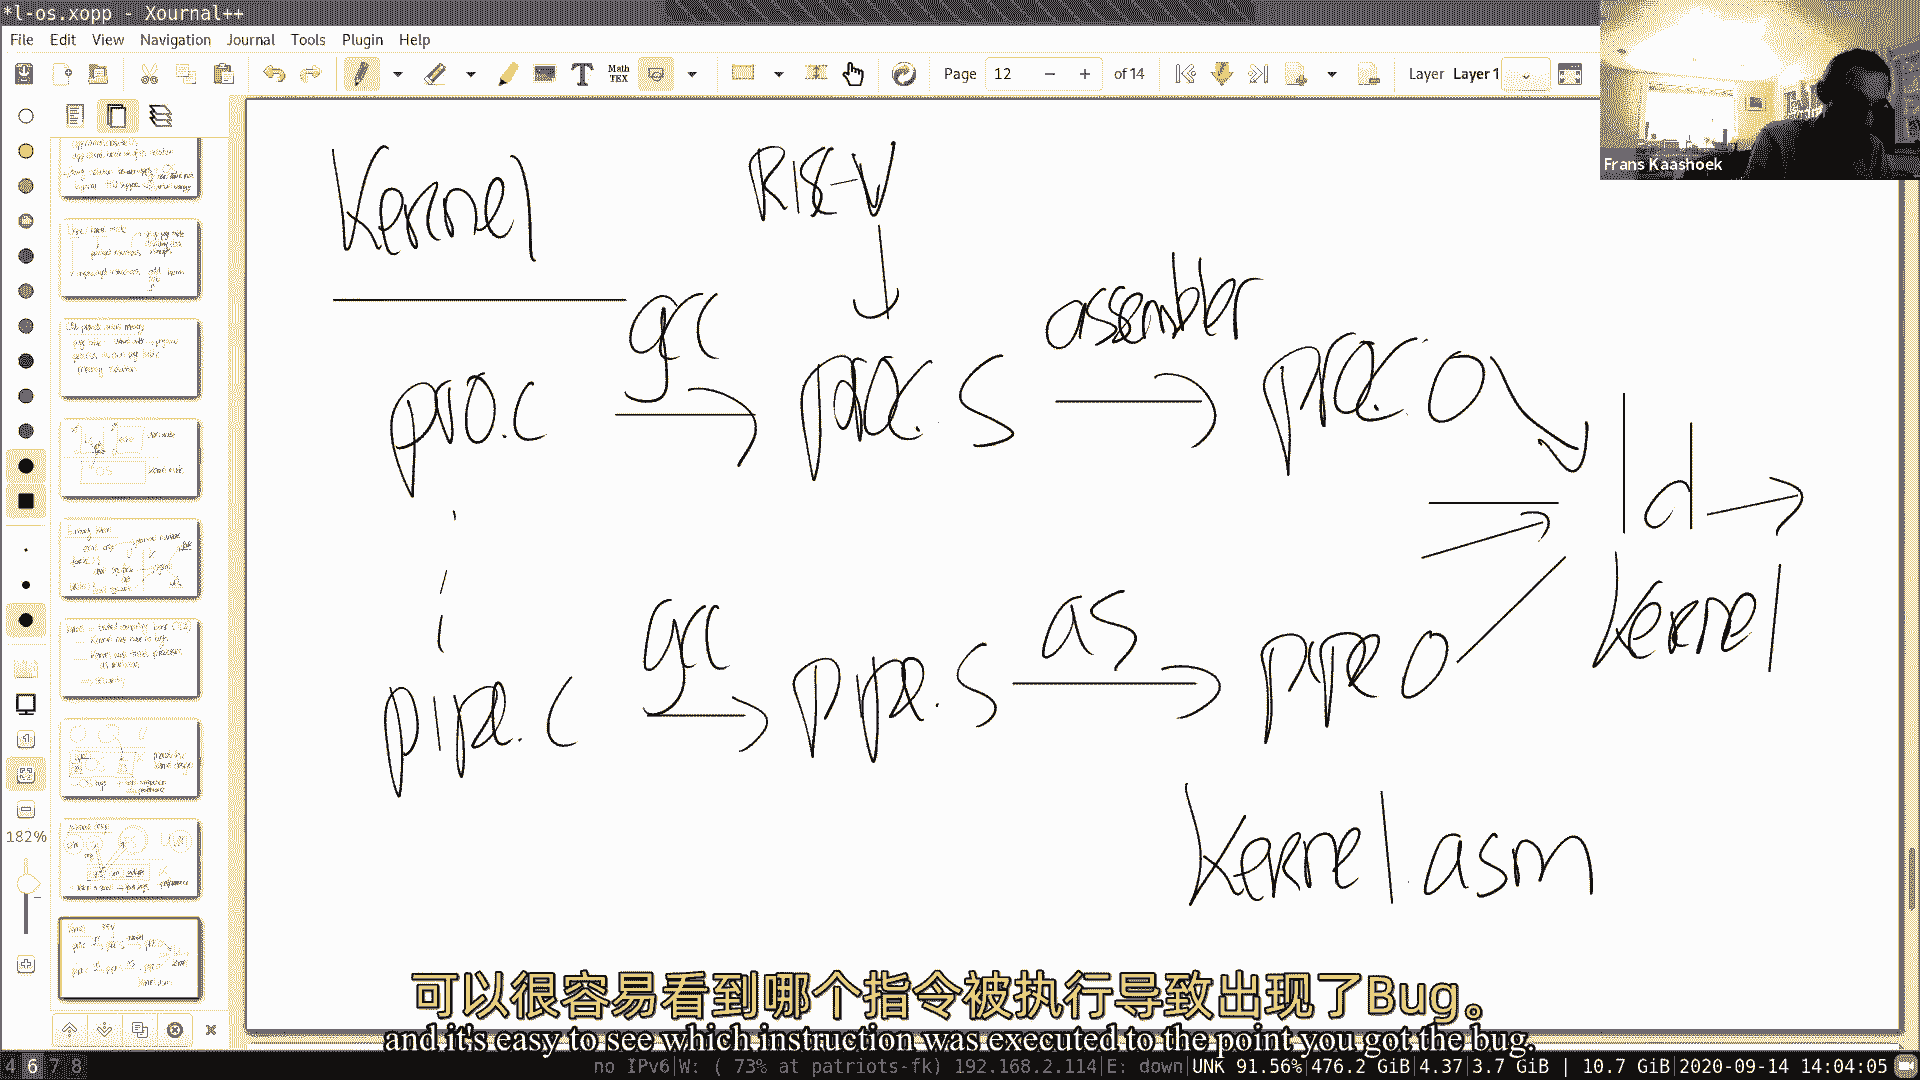 *l-os.xopp - Xournal++
File Edit View Navigation Journal Tools Plugin Help
Math
TEX
Page 12 of 14 Layer Layer 1
Frans Kaashoek
Kernel
RISC-V
gcc
assembler
proc.c
proc.S
proc.o
ld
gcc
as
pipe.c
pipe.S
pipe.o
kernel
kernel.asm
182%
可以很容易看到哪个指令被执行导致出现了Bug。
and it's easy to see which instruction was executed to the point you got the bug.
4 6 7 8
no IPv6|W: ( 73% at patriots-fk) 192.168.2.114|E: down|UNK 91.56%|476.2 GiB|4.37|3.7 GiB | 10.7 GiB|2020-09-14 14:04:05